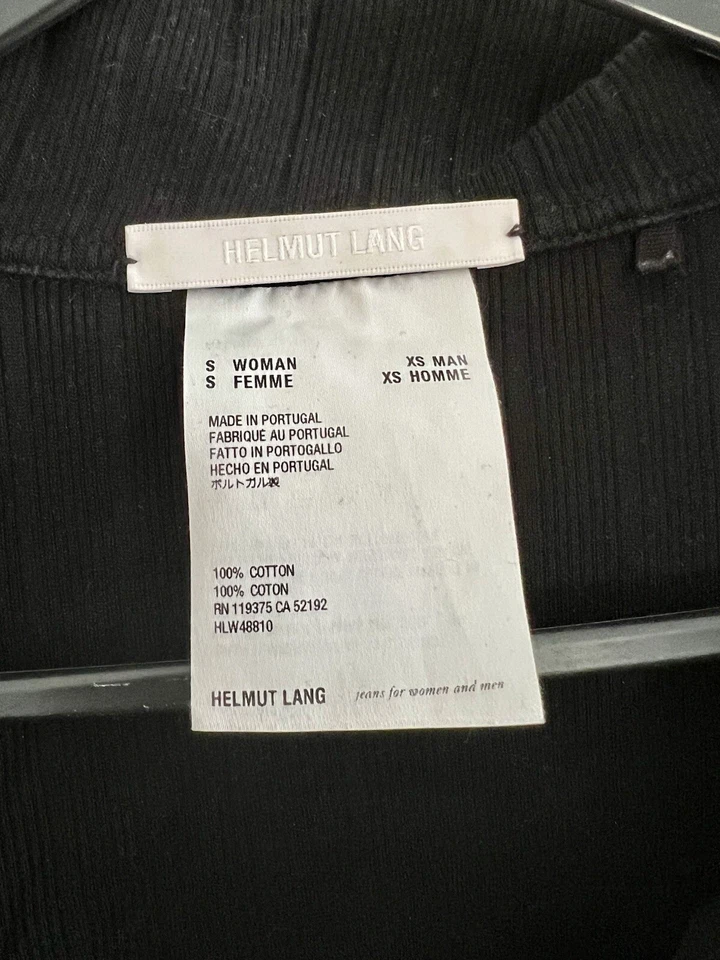 HELMUT LANG
S WOMAN XS MAN
S FEMME XS HOMME
MADE IN PORTUGAL
FABRIQUÉ AU PORTUGAL
FATTO IN PORTOGALLO
HECHO EN PORTUGAL
ポルトガル製
100% COTTON
100% COTON
RN 119375 CA 52192
HLW48810
HELMUT LANG jeans for women and men